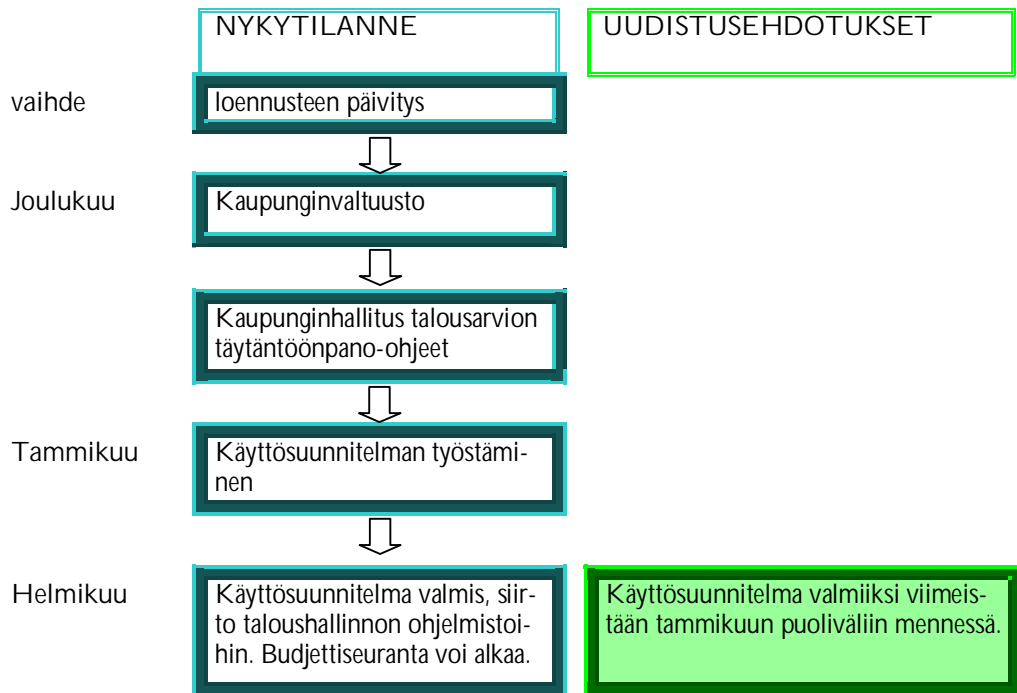 NYKYTILANNE
UUDISTUSEHDOTUKSET
vaihde
loennusteen päivitys
Joulukuu
Kaupunginvaltuusto
Kaupunginhallitus talousarvion
täytäntöönpano-ohjeet
Tammikuu
Käyttösuunnitelman työstämi-
nen
Helmikuu
Käyttösuunnitelma valmis, siir-
to taloushallinnon ohjelmistoi-
hin. Budjettiseuranta voi alkaa.
Käyttösuunnitelma valmiiksi viimeis-
tään tammikuun puoliväliin mennessä.